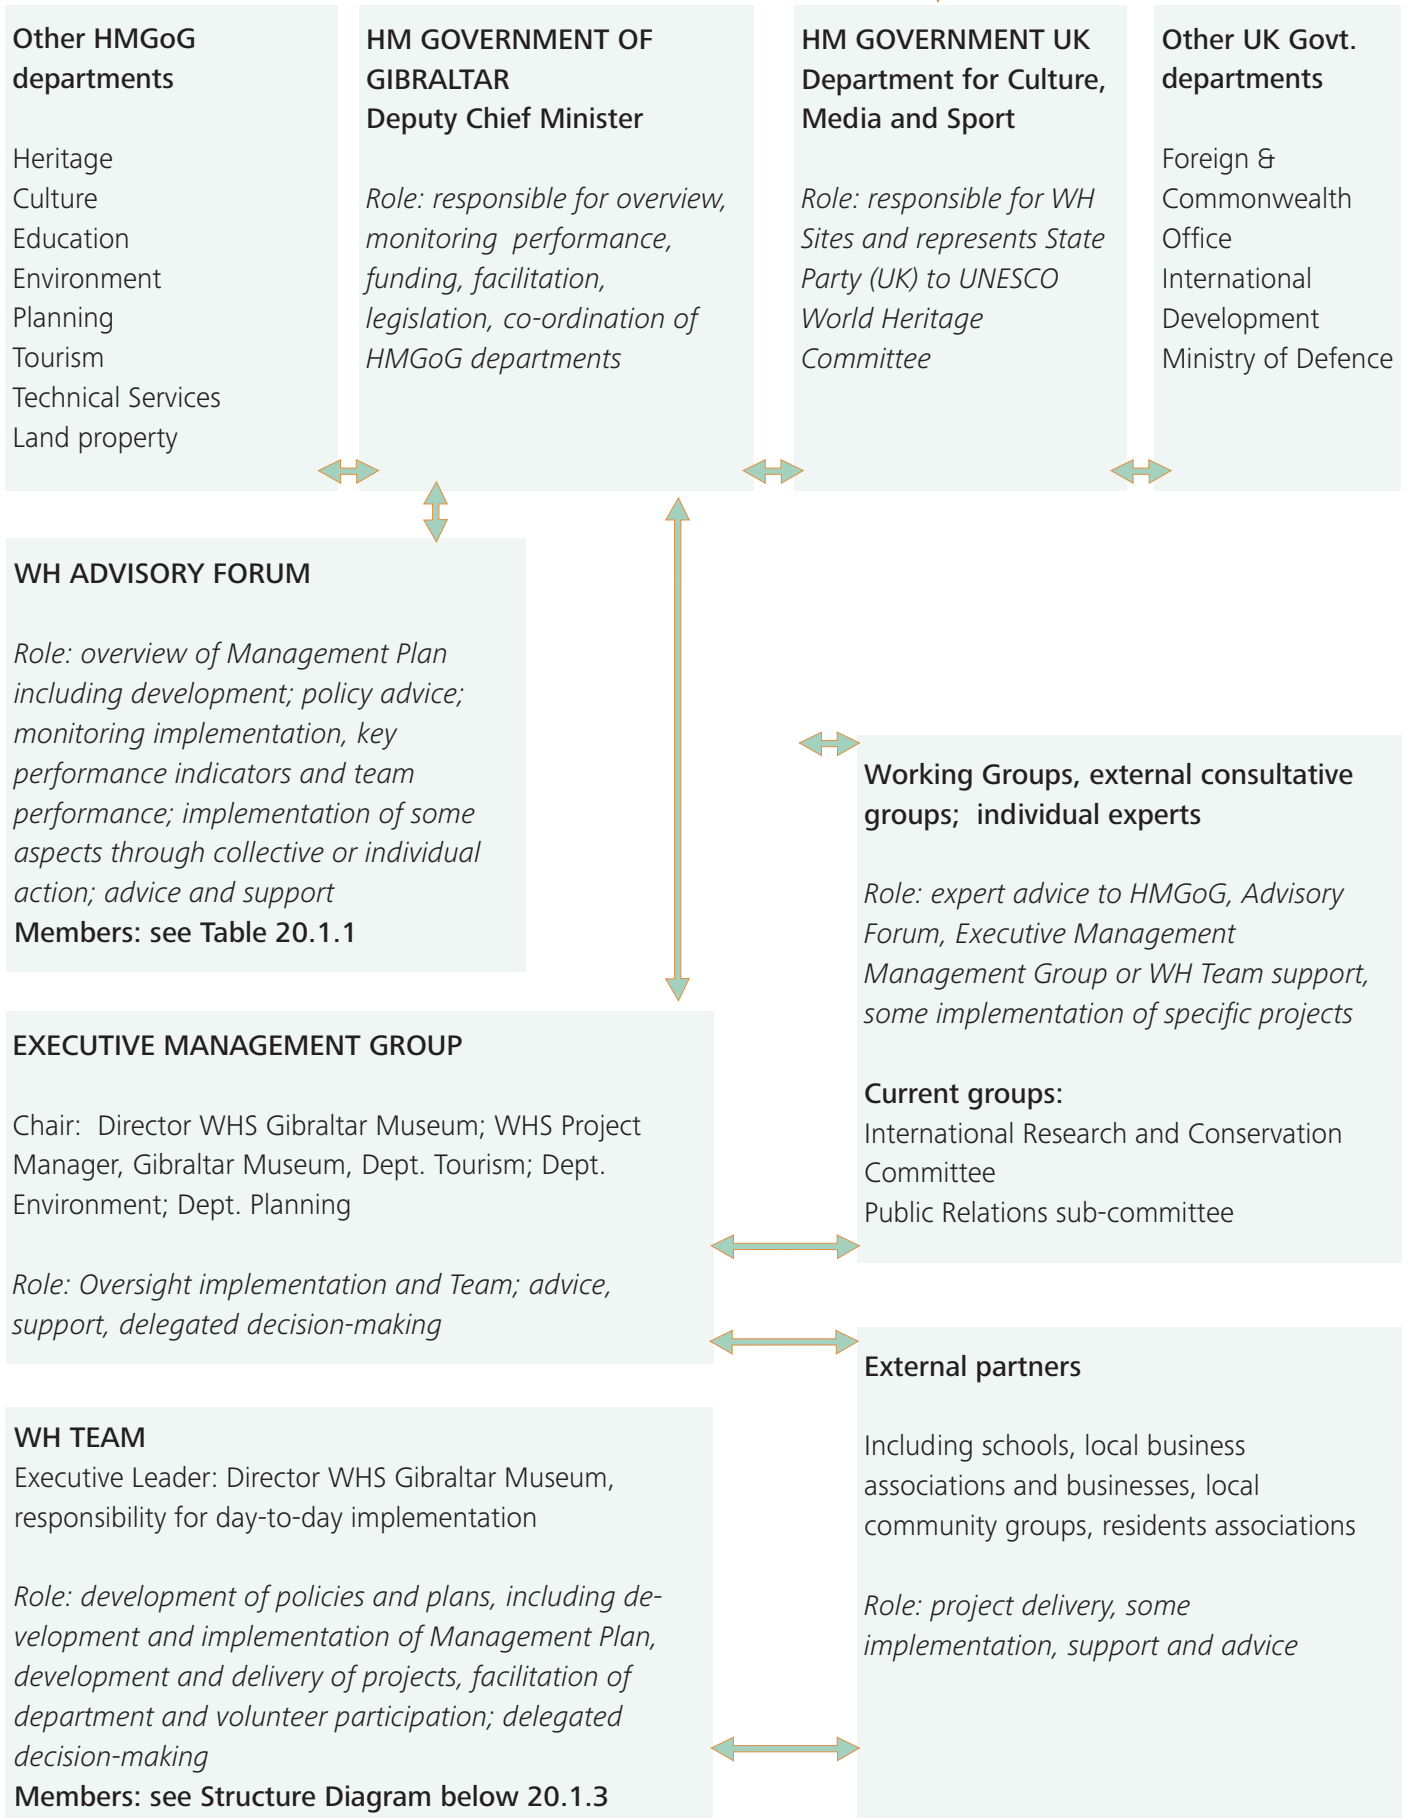 Other HMGoG
departments
Heritage
Culture
Education
Environment
Planning
Tourism
Technical Services
Land property
HM GOVERNMENT OF
GIBRALTAR
Deputy Chief Minister
Role: responsible for overview,
monitoring performance,
funding, facilitation,
legislation, co-ordination of
HMGoG departments
HM GOVERNMENT UK
Department for Culture,
Media and Sport
Role: responsible for WH
Sites and represents State
Party (UK) to UNESCO
World Heritage
Committee
Other UK Govt.
departments
Foreign &
Commonwealth
Office
International
Development
Ministry of Defence
WH ADVISORY FORUM
Role: overview of Management Plan
including development; policy advice;
monitoring implementation, key
performance indicators and team
performance; implementation of some
aspects through collective or individual
action; advice and support
Members: see Table 20.1.1
Working Groups, external consultative
groups; individual experts
Role: expert advice to HMGoG, Advisory
Forum, Executive Management
Management Group or WH Team support,
some implementation of specific projects
Current groups:
International Research and Conservation
Committee
Public Relations sub-committee
EXECUTIVE MANAGEMENT GROUP
Chair: Director WHS Gibraltar Museum; WHS Project
Manager, Gibraltar Museum, Dept. Tourism; Dept.
Environment; Dept. Planning
Role: Oversight implementation and Team; advice,
support, delegated decision-making
External partners
Including schools, local business
associations and businesses, local
community groups, residents associations
Role: project delivery, some
implementation, support and advice
WH TEAM
Executive Leader: Director WHS Gibraltar Museum,
responsibility for day-to-day implementation
Role: development of policies and plans, including de-
velopment and implementation of Management Plan,
development and delivery of projects, facilitation of
department and volunteer participation; delegated
decision-making
Members: see Structure Diagram below 20.1.3